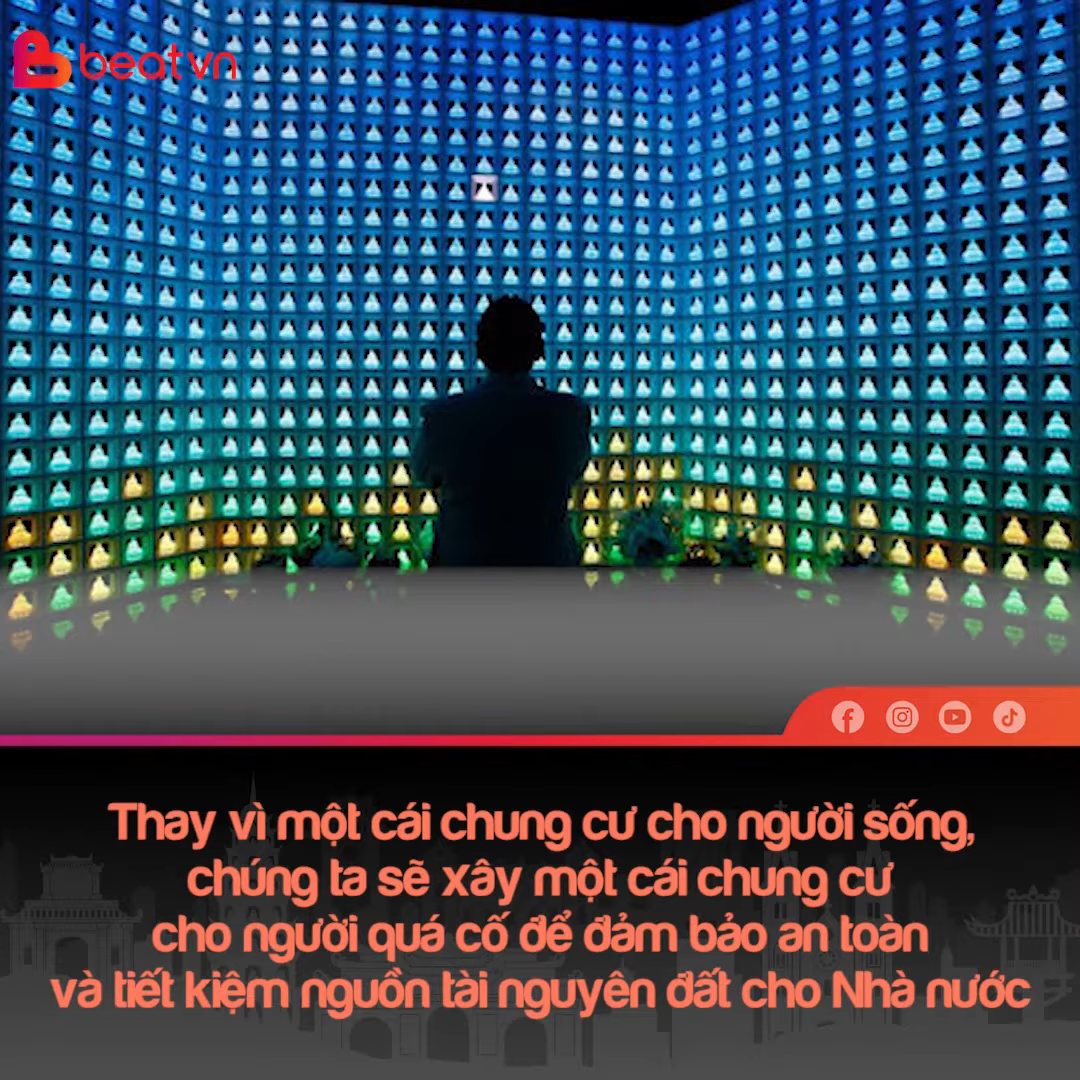 beatvn
Thay vì một cái chung cư cho người sống,
chúng ta sẽ xây một cái chung cư
cho người quá cố để đảm bảo an toàn
và tiết kiệm nguồn tài nguyên đất cho Nhà nước